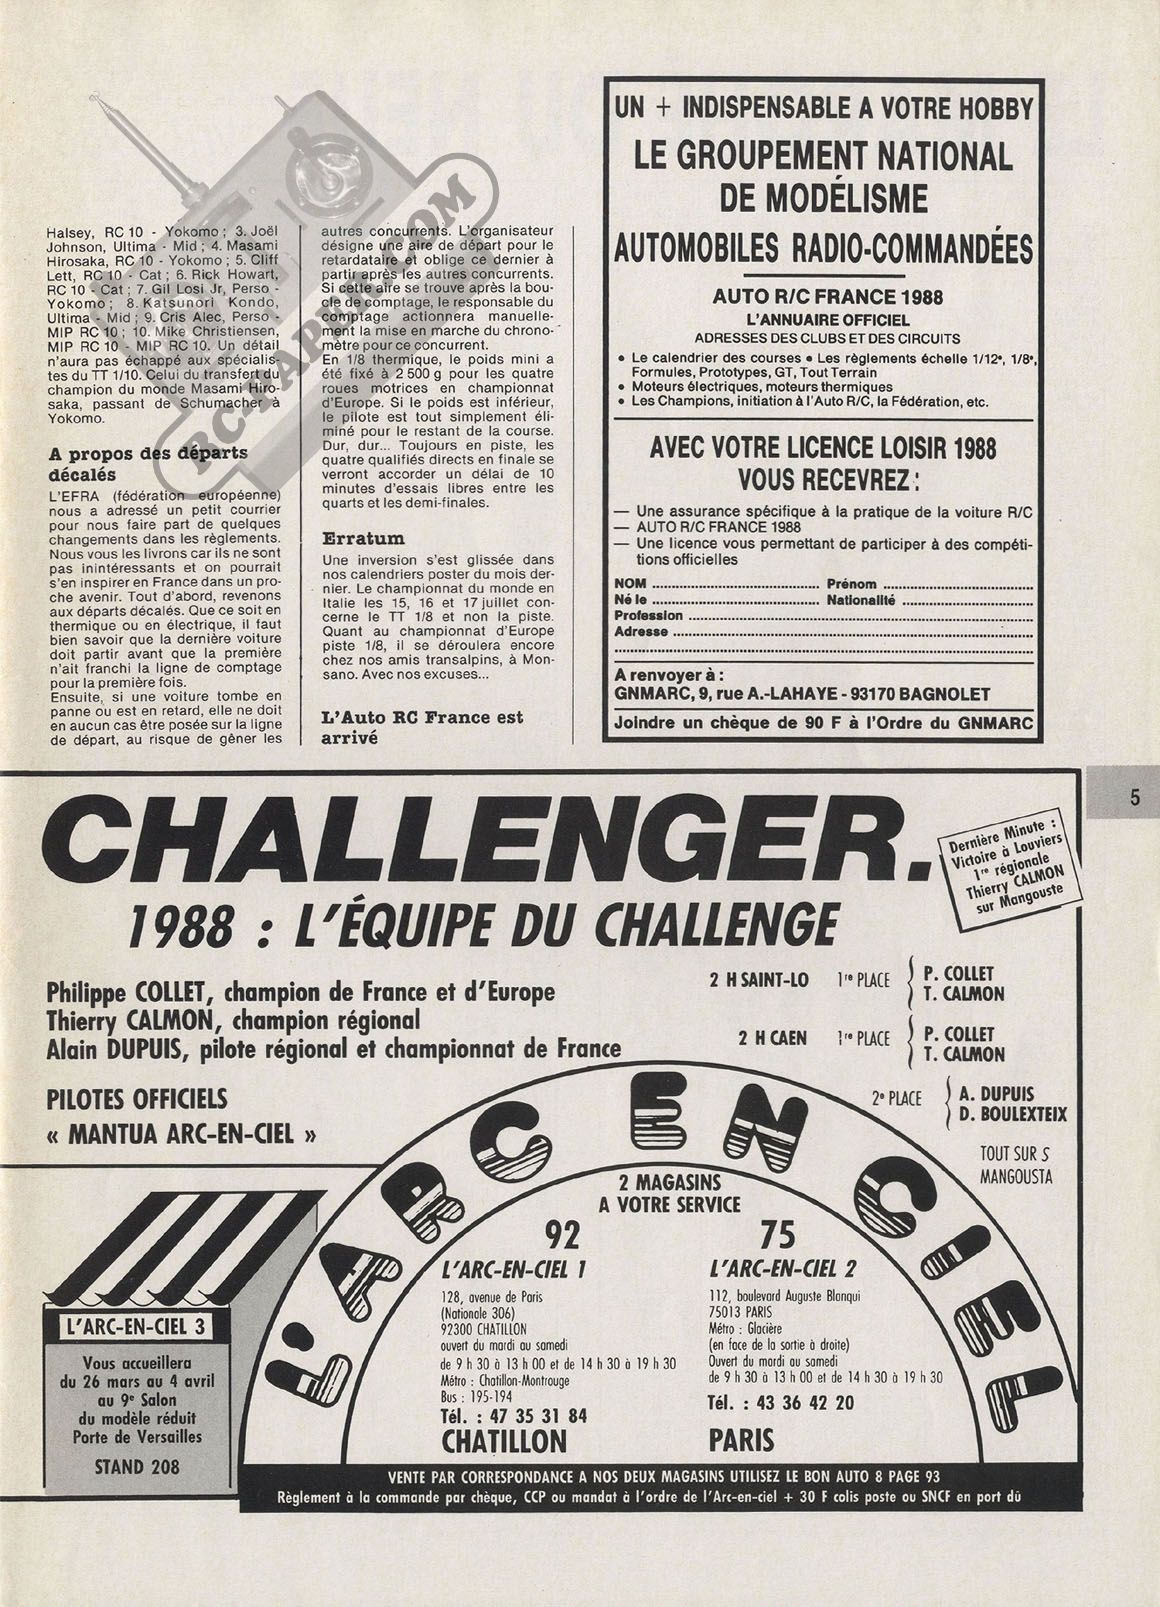 Halsey, RC 10 - Yokomo ; 3. Joël
Johnson, Ultima - Mid ; 4. Masami
Hirosaka, RC 10 - Yokomo ; 5. Cliff
Lett, RC 10 - Cat ; 6. Rick Howart,
RC 10 - Cat ; 7. Gil Losi Jr, Perso -
Yokomo ; 8. Katsunori Kondo,
Ultima - Mid ; 9. Cris Alec, Perso -
MIP RC 10 ; 10. Mike Christiensen,
MIP RC 10 - MIP RC 10. Un détail
n'aura pas échappé aux spécialis-
tes du TT 1/10. Celui du transfert du
champion du monde Masami Hiro-
saka, passant de Schumacher à
Yokomo.
A propos des départs
décalés
L'EFRA (fédération européenne)
nous a adressé un petit courrier
pour nous faire part de quelques
changements dans les règlements.
Nous vous les livrons car ils ne sont
pas inintéressants et on pourrait
s'en inspirer en France dans un pro-
che avenir. Tout d'abord, revenons
aux départs décalés. Que ce soit en
thermique ou en électrique, il faut
bien savoir que la dernière voiture
doit partir avant que la première
n'ait franchi la ligne de comptage
pour la première fois.
Ensuite, si une voiture tombe en
panne ou est en retard, elle ne doit
en aucun cas être posée sur la ligne
de départ, au risque de gêner les
autres concurrents. L'organisateur
désigne une aire de départ pour le
retardataire et oblige ce dernier à
partir après les autres concurrents.
Si cette aire se trouve après la bou-
cle de comptage, le responsable du
comptage actionnera manuelle-
ment la mise en marche du chrono-
mètre pour ce concurrent.
En 1/8 thermique, le poids mini a
été fixé à 2 500 g pour les quatre
roues motrices en championnat
d'Europe. Si le poids est inférieur,
le pilote est tout simplement éli-
miné pour le restant de la course.
Dur, dur... Toujours en piste, les
quatre qualifiés directs en finale se
verront accorder un délai de 10
minutes d'essais libres entre les
quarts et les demi-finales.
Erratum
Une inversion s'est glissée dans
nos calendriers poster du mois der-
nier. Le championnat du monde en
Italie les 15, 16 et 17 juillet con-
cerne le TT 1/8 et non la piste.
Quant au championnat d'Europe
piste 1/8, il se déroulera encore
chez nos amis transalpins, à Mon-
sano. Avec nos excuses...
L'Auto RC France est
arrivé
RC-PAPER.COM
UN + INDISPENSABLE A VOTRE HOBBY
LE GROUPEMENT NATIONAL
DE MODÉLISME
AUTOMOBILES RADIO-COMMANDÉES
AUTO R/C FRANCE 1988
L'ANNUAIRE OFFICIEL
ADRESSES DES CLUBS ET DES CIRCUITS
• Le calendrier des courses • Les règlements échelle 1/12e, 1/8e,
Formules, Prototypes, GT, Tout Terrain
• Moteurs électriques, moteurs thermiques
• Les Champions, initiation à l'Auto R/C, la Fédération, etc.
AVEC VOTRE LICENCE LOISIR 1988
VOUS RECEVREZ :
— Une assurance spécifique à la pratique de la voiture R/C
— AUTO R/C FRANCE 1988
— Une licence vous permettant de participer à des compéti-
tions officielles
NOM ........ Prénom ........
Né le ........ Nationalité ........
Profession ........
Adresse ........
A renvoyer à :
GNMARC, 9, rue A.-LAHAYE - 93170 BAGNOLET
Joindre un chèque de 90 F à l'Ordre du GNMARC
5
CHALLENGER.
Dernière Minute :
Victoire à Louviers
1re régionale
Thierry CALMON
sur Mangouste
1988 : L'ÉQUIPE DU CHALLENGE
Philippe COLLET, champion de France et d'Europe
Thierry CALMON, champion régional
Alain DUPUIS, pilote régional et championnat de France
PILOTES OFFICIELS
« MANTUA ARC-EN-CIEL »
2 H SAINT-LO 1re PLACE { P. COLLET
T. CALMON
2 H CAEN 1re PLACE { P. COLLET
T. CALMON
2e PLACE { A. DUPUIS
D. BOULEXTEIX
TOUT SUR S
MANGOUSTA
L'ARC EN CIEL
2 MAGASINS
A VOTRE SERVICE
92
L'ARC-EN-CIEL 1
128, avenue de Paris
(Nationale 306)
92300 CHATILLON
ouvert du mardi au samedi
de 9 h 30 à 13 h 00 et de 14 h 30 à 19 h 30
Métro : Chatillon-Montrouge
Bus : 195-194
Tél. : 47 35 31 84
CHATILLON
75
L'ARC-EN-CIEL 2
112, boulevard Auguste Blanqui
75013 PARIS
Métro : Glacière
(en face de la sortie à droite)
Ouvert du mardi au samedi
de 9 h 30 à 13 h 00 et de 14 h 30 à 19 h 30
Tél. : 43 36 42 20
PARIS
L'ARC-EN-CIEL 3
Vous accueillera
du 26 mars au 4 avril
au 9e Salon
du modèle réduit
Porte de Versailles
STAND 208
VENTE PAR CORRESPONDANCE A NOS DEUX MAGASINS UTILISEZ LE BON AUTO 8 PAGE 93
Règlement à la commande par chèque, CCP ou mandat à l'ordre de l'Arc-en-ciel + 30 F colis poste ou SNCF en port dû